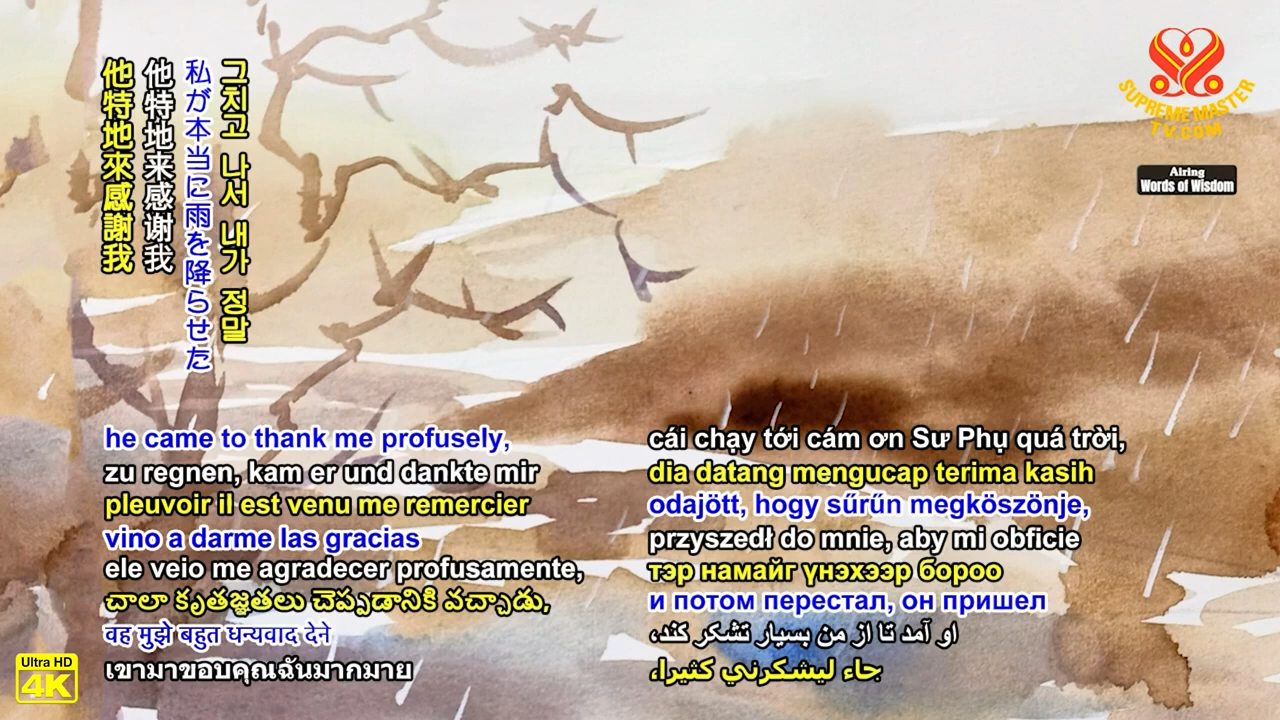 他特地來感謝我
他特地来感谢我
私が本当に雨を降らせた
그치고 나서 내가 정말
SUPREME MASTER
TV.COM
Airing
Words of Wisdom
he came to thank me profusely,
zu regnen, kam er und dankte mir
pleuvoir il est venu me remercier
vino a darme las gracias
ele veio me agradecer profusamente,
చాలా కృతజ్ఞతలు చెప్పడానికి వచ్చాడు,
वह मुझे बहुत धन्यवाद देने
เขามาขอบคุณฉันมากมาย
cái chạy tới cám ơn Sư Phụ quá trời,
dia datang mengucap terima kasih
odajött, hogy sűrűn megköszönje,
przyszedł do mnie, aby mi obficie
тэр намайг үнэхээр бороо
и потом перестал, он пришел
او آمد تا از من بسیار تشکر کند،
جاء ليشكرني كثيرا،
Ultra HD
4K